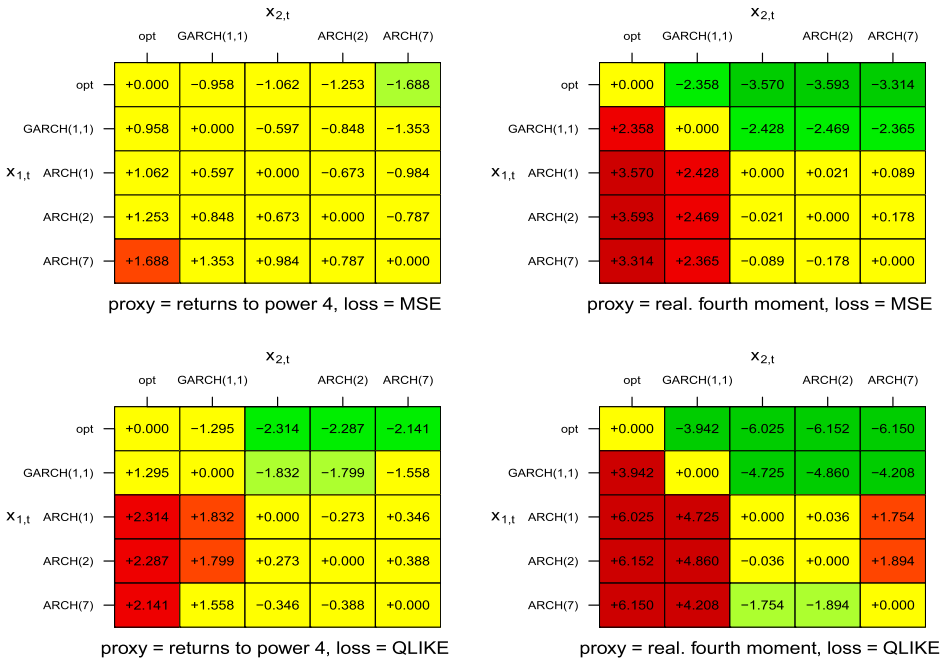 x2,t
opt GARCH(1,1) ARCH(2) ARCH(7)
opt +0.000 −0.958 −1.062 −1.253 −1.688
GARCH(1,1) +0.958 +0.000 −0.597 −0.848 −1.353
x1,t ARCH(1) +1.062 +0.597 +0.000 −0.673 −0.984
ARCH(2) +1.253 +0.848 +0.673 +0.000 −0.787
ARCH(7) +1.688 +1.353 +0.984 +0.787 +0.000
proxy = returns to power 4, loss = MSE
x2,t
opt GARCH(1,1) ARCH(2) ARCH(7)
opt +0.000 −2.358 −3.570 −3.593 −3.314
GARCH(1,1) +2.358 +0.000 −2.428 −2.469 −2.365
x1,t ARCH(1) +3.570 +2.428 +0.000 +0.021 +0.089
ARCH(2) +3.593 +2.469 −0.021 +0.000 +0.178
ARCH(7) +3.314 +2.365 −0.089 −0.178 +0.000
proxy = real. fourth moment, loss = MSE
x2,t
opt GARCH(1,1) ARCH(2) ARCH(7)
opt +0.000 −1.295 −2.314 −2.287 −2.141
GARCH(1,1) +1.295 +0.000 −1.832 −1.799 −1.558
x1,t ARCH(1) +2.314 +1.832 +0.000 −0.273 +0.346
ARCH(2) +2.287 +1.799 +0.273 +0.000 +0.388
ARCH(7) +2.141 +1.558 −0.346 −0.388 +0.000
proxy = returns to power 4, loss = QLIKE
x2,t
opt GARCH(1,1) ARCH(2) ARCH(7)
opt +0.000 −3.942 −6.025 −6.152 −6.150
GARCH(1,1) +3.942 +0.000 −4.725 −4.860 −4.208
x1,t ARCH(1) +6.025 +4.725 +0.000 +0.036 +1.754
ARCH(2) +6.152 +4.860 −0.036 +0.000 +1.894
ARCH(7) +6.150 +4.208 −1.754 −1.894 +0.000
proxy = real. fourth moment, loss = QLIKE